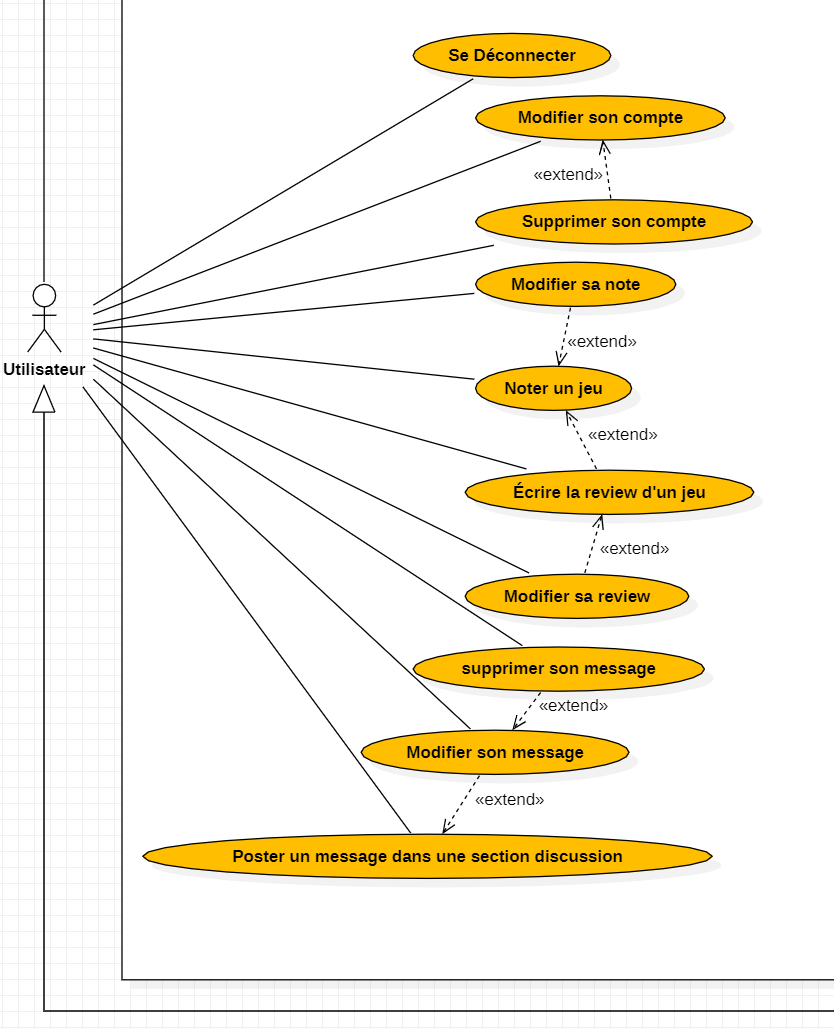 Se Déconnecter
Modifier son compte
«extend»
Supprimer son compte
Modifier sa note
«extend»
Utilisateur
Noter un jeu
«extend»
Écrire la review d'un jeu
«extend»
Modifier sa review
supprimer son message
«extend»
Modifier son message
«extend»
Poster un message dans une section discussion